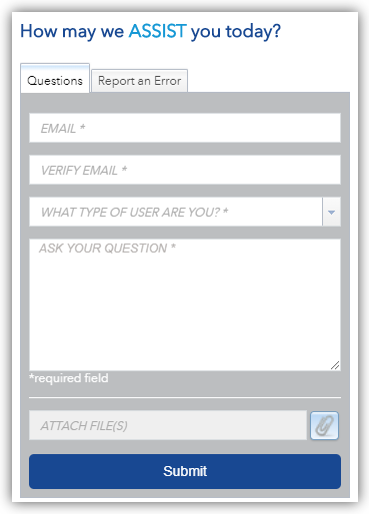 How may we ASSIST you today?
Questions Report an Error
EMAIL *
VERIFY EMAIL *
WHAT TYPE OF USER ARE YOU? *
ASK YOUR QUESTION *
*required field
ATTACH FILE(S)
Submit